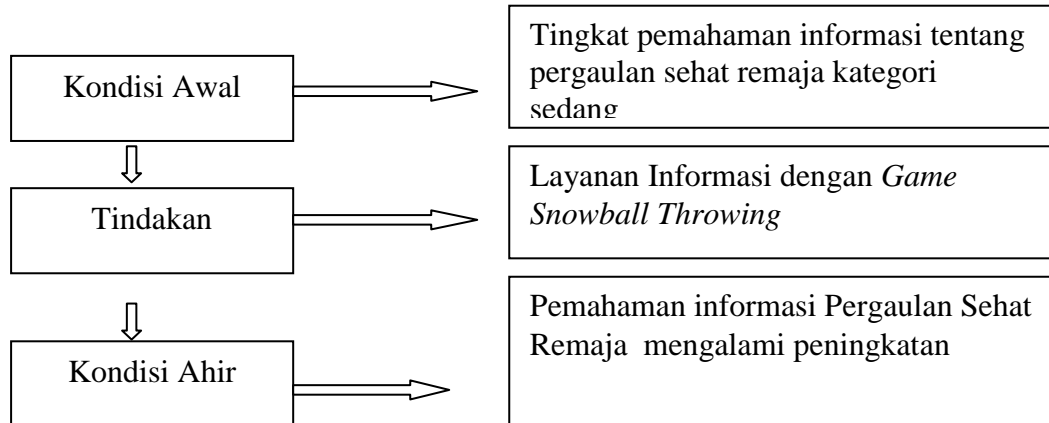 Kondisi Awal
Tingkat pemahaman informasi tentang
pergaulan sehat remaja kategori
sedang
Tindakan
Layanan Informasi dengan Game
Snowball Throwing
Kondisi Ahir
Pemahaman informasi Pergaulan Sehat
Remaja mengalami peningkatan